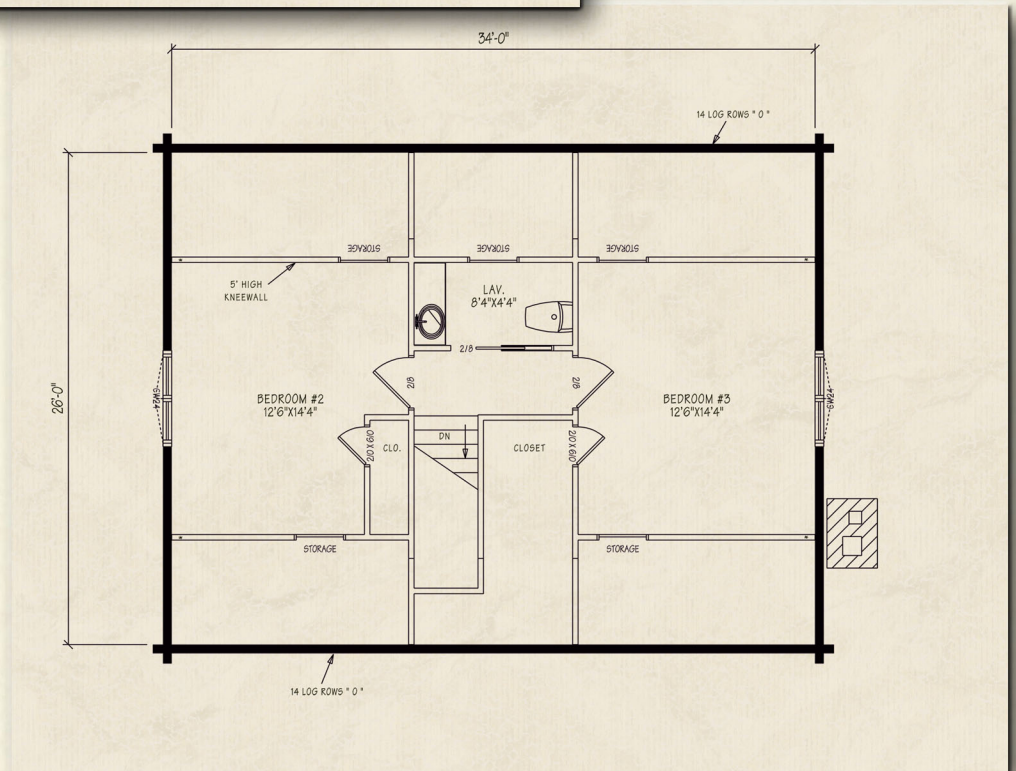 34'-0"
14 LOG ROWS " O "
STORAGE
STORAGE
STORAGE
5' HIGH
KNEEWALL
LAV.
8'4"X4'4"
2/8
2/8
2/8
26'-0"
BEDROOM #2
12'6"X14'4"
BEDROOM #3
12'6"X14'4"
DN
2/0 X 6/0
CLO.
CLOSET
2/0 X 6/0
STORAGE
STORAGE
14 LOG ROWS " O "